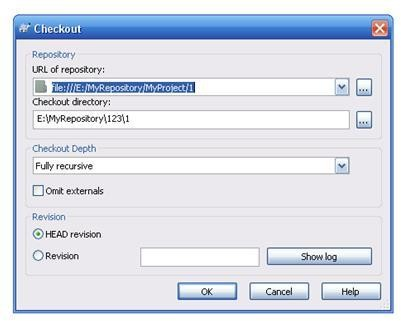 Checkout
Repository
URL of repository:
file:///E:/MyRepository/MyProject/1
...
Checkout directory:
E:\MyRepository\123\1
...
Checkout Depth
Fully recursive
Omit externals
Revision
HEAD revision
Revision
Show log
OK
Cancel
Help